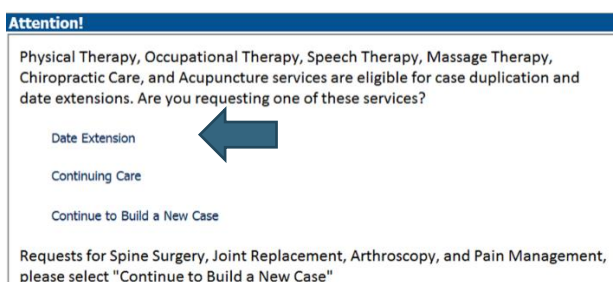 Attention!
Physical Therapy, Occupational Therapy, Speech Therapy, Massage Therapy,
Chiropractic Care, and Acupuncture services are eligible for case duplication and
date extensions. Are you requesting one of these services?
Date Extension
Continuing Care
Continue to Build a New Case
Requests for Spine Surgery, Joint Replacement, Arthroscopy, and Pain Management,
please select "Continue to Build a New Case"